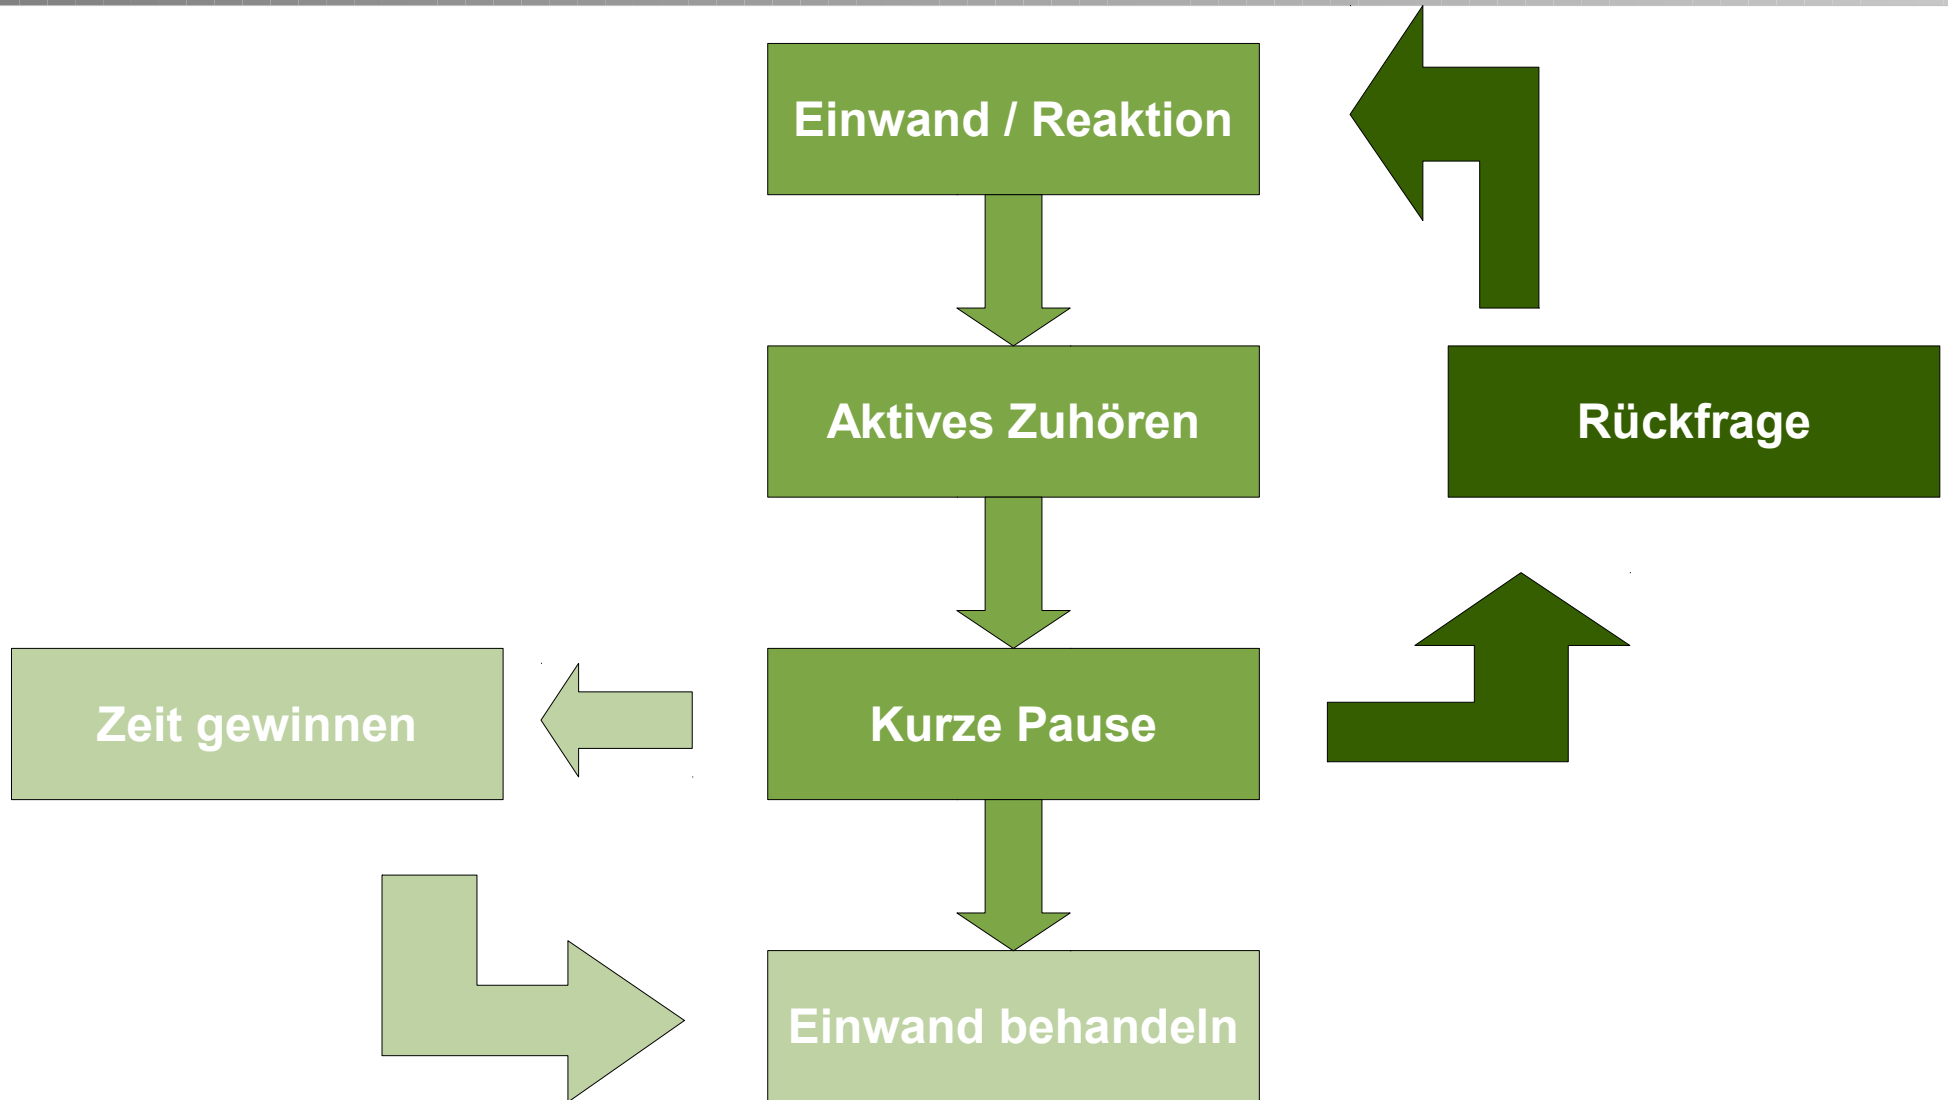 Einwand / Reaktion
Aktives Zuhören
Rückfrage
Zeit gewinnen
Kurze Pause
Einwand behandeln